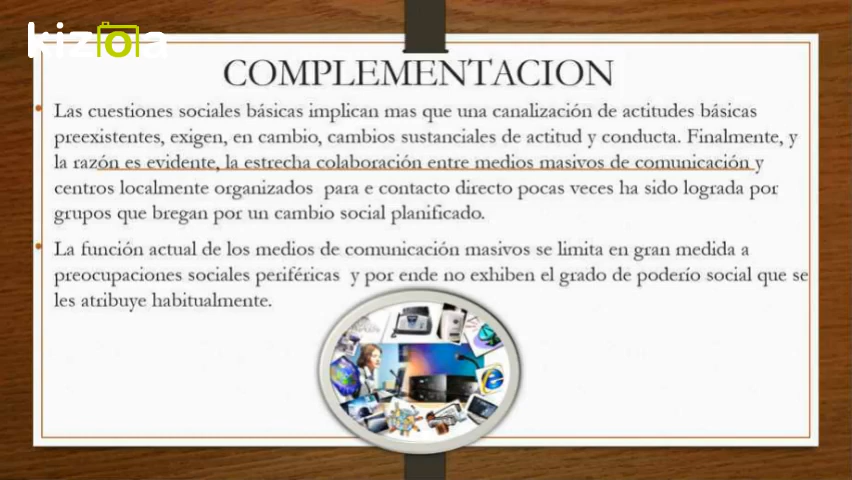 kizoa
COMPLEMENTACION
• Las cuestiones sociales básicas implican mas que una canalización de actitudes básicas
preexistentes, exigen, en cambio, cambios sustanciales de actitud y conducta. Finalmente, y
la razón es evidente, la estrecha colaboración entre medios masivos de comunicación y
centros localmente organizados para e contacto directo pocas veces ha sido lograda por
grupos que bregan por un cambio social planificado.
• La función actual de los medios de comunicación masivos se limita en gran medida a
preocupaciones sociales periféricas y por ende no exhiben el grado de poderío social que se
les atribuye habitualmente.